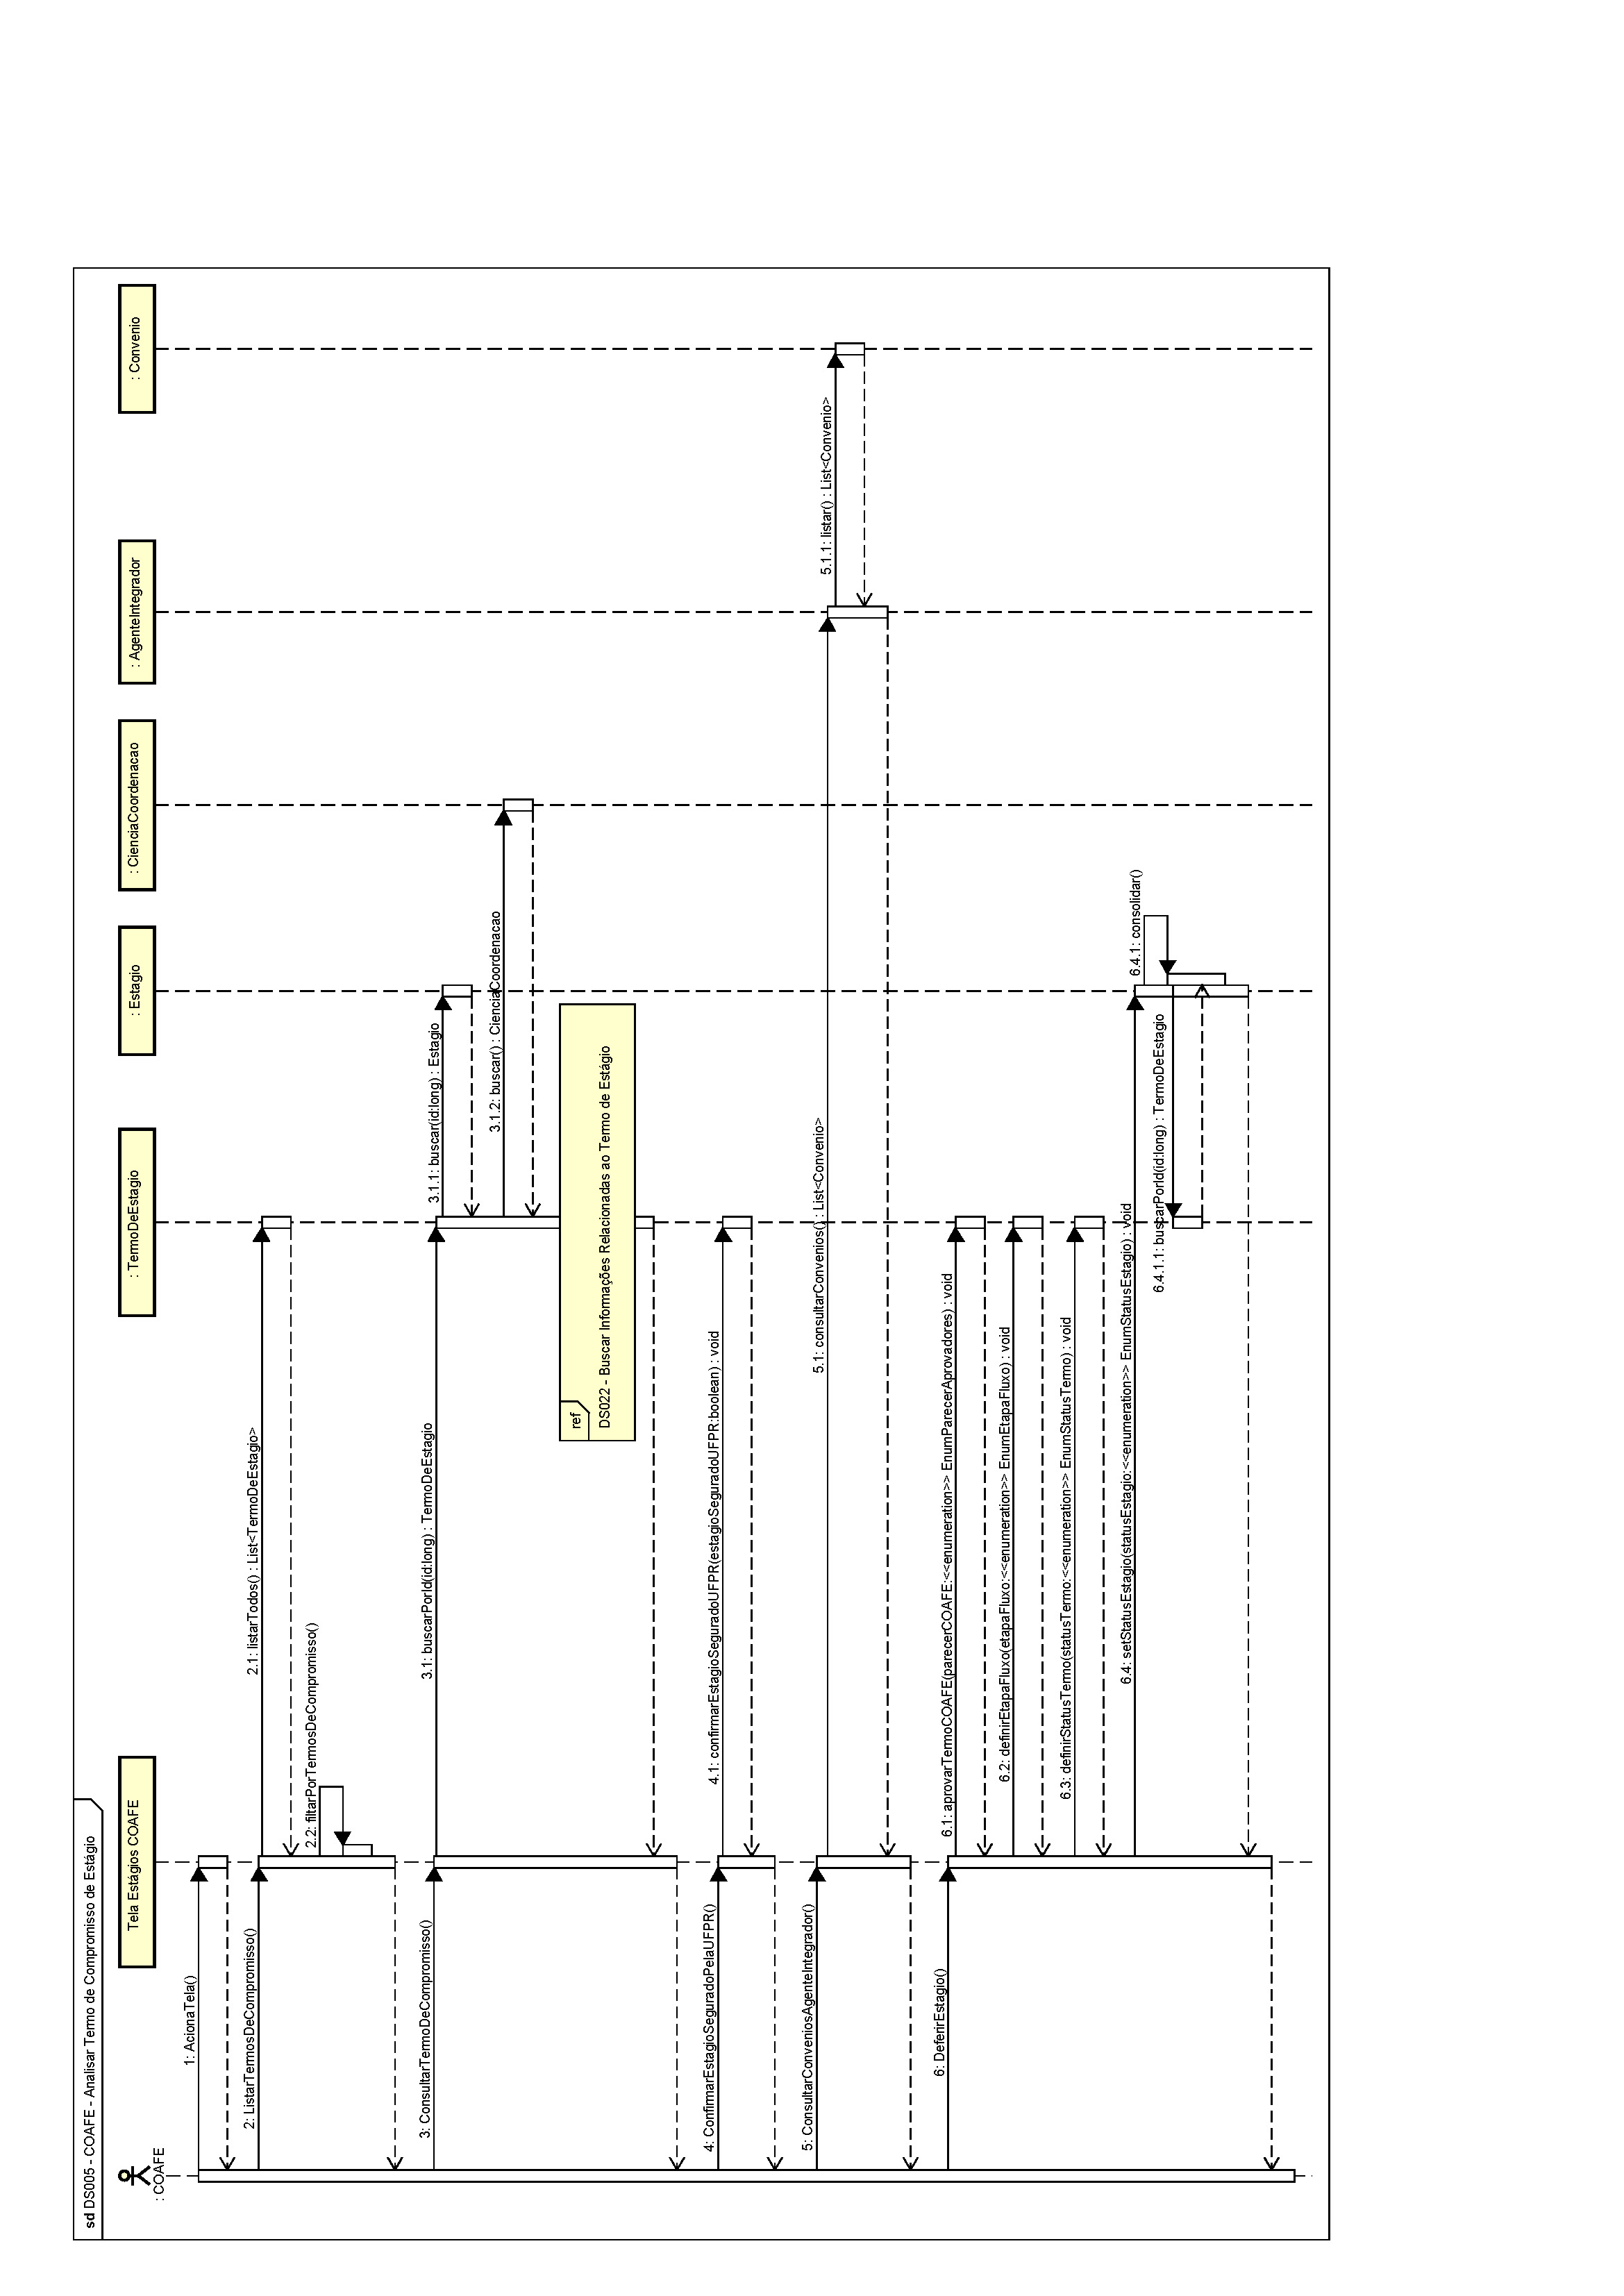 sd DS005 - COAFE - Analisar Termo de Compromisso de Estágio
: COAFE
Tela Estágios COAFE
: TermoDeEstagio
: Estagio
: CienciaCoordenacao
: AgenteIntegrador
: Convenio
1: AcionaTela()
2: ListarTermosDeCompromisso()
2.1: listarTodos() : List<TermoDeEstagio>
2.2: filtarPorTermosDeCompromisso()
3: ConsultarTermoDeCompromisso()
3.1: buscarPorId(id:long) : TermoDeEstagio
3.1.1: buscar(id:long) : Estagio
3.1.2: buscar() : CienciaCoordenacao
ref
DS022 - Buscar Informações Relacionadas ao Termo de Estágio
4: ConfirmarEstagioSeguradoPelaUFPR()
4.1: confirmarEstagioSeguradoUFPR(estagioSeguradoUFPR:boolean) : void
5: ConsultarConveniosAgenteIntegrador()
5.1: consultarConvenios() : List<Convenio>
5.1.1: listar() : List<Convenio>
6: DeferirEstagio()
6.1: aprovarTermoCOAFE(parecerCOAFE:<<enumeration>> EnumParecerAprovadores) : void
6.2: definirEtapaFluxo(etapaFluxo:<<enumeration>> EnumEtapaFluxo) : void
6.3: definirStatusTermo(statusTermo:<<enumeration>> EnumStatusTermo) : void
6.4: setStatusEstagio(statusEstagio:<<enumeration>> EnumStatusEstagio) : void
6.4.1: consolidar()
6.4.1.1: buscarPorId(id:long) : TermoDeEstagio